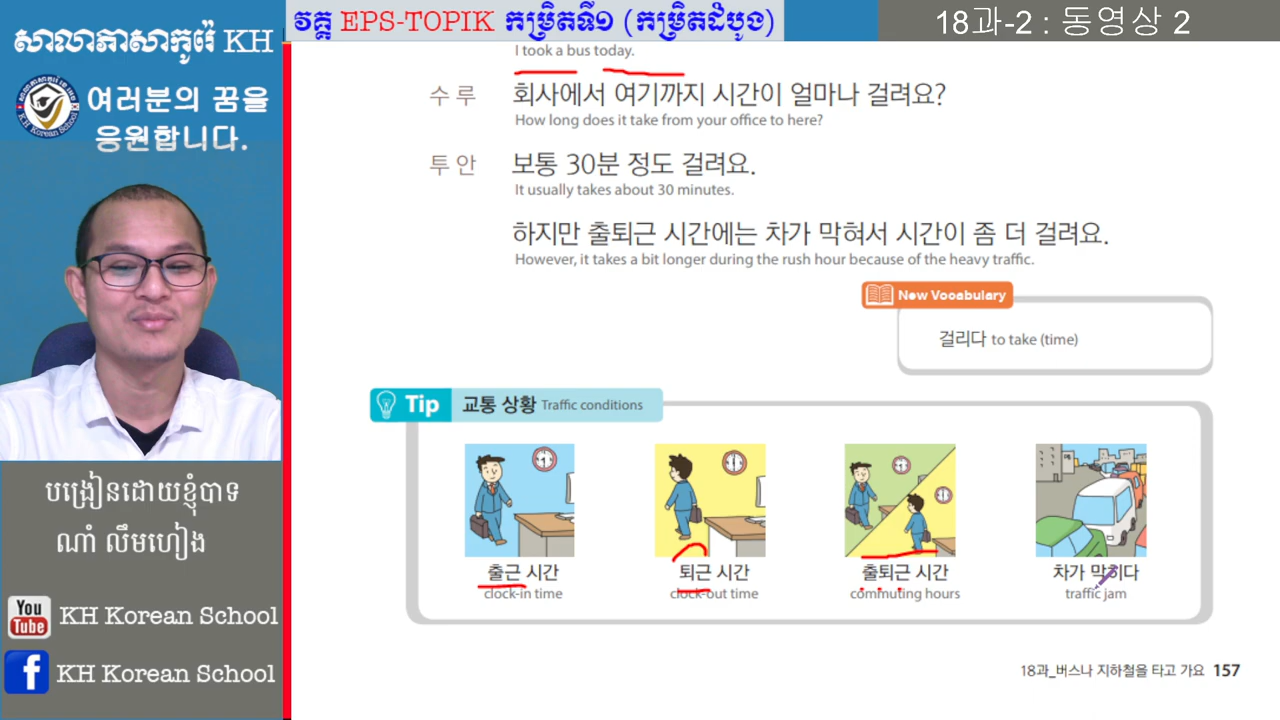 សាលាភាសាកូរ៉េ KH
វគ្គ EPS-TOPIK កម្រិតទី១ (កម្រិតដំបូង)
18과-2 : 동영상 2
여러분의 꿈을
응원합니다.
I took a bus today.
수루 회사에서 여기까지 시간이 얼마나 걸려요?
How long does it take from your office to here?
투안 보통 30분 정도 걸려요.
It usually takes about 30 minutes.
하지만 출퇴근 시간에는 차가 막혀서 시간이 좀 더 걸려요.
However, it takes a bit longer during the rush hour because of the heavy traffic.
New Vocabulary
걸리다 to take (time)
Tip 교통 상황 Traffic conditions
출근 시간
clock-in time
퇴근 시간
clock-out time
출퇴근 시간
commuting hours
차가 막히다
traffic jam
បង្រៀនដោយខ្ញុំបាទ
ណាំ លឹមហៀង
You Tube KH Korean School
f KH Korean School
18과_버스나 지하철을 타고 가요 157